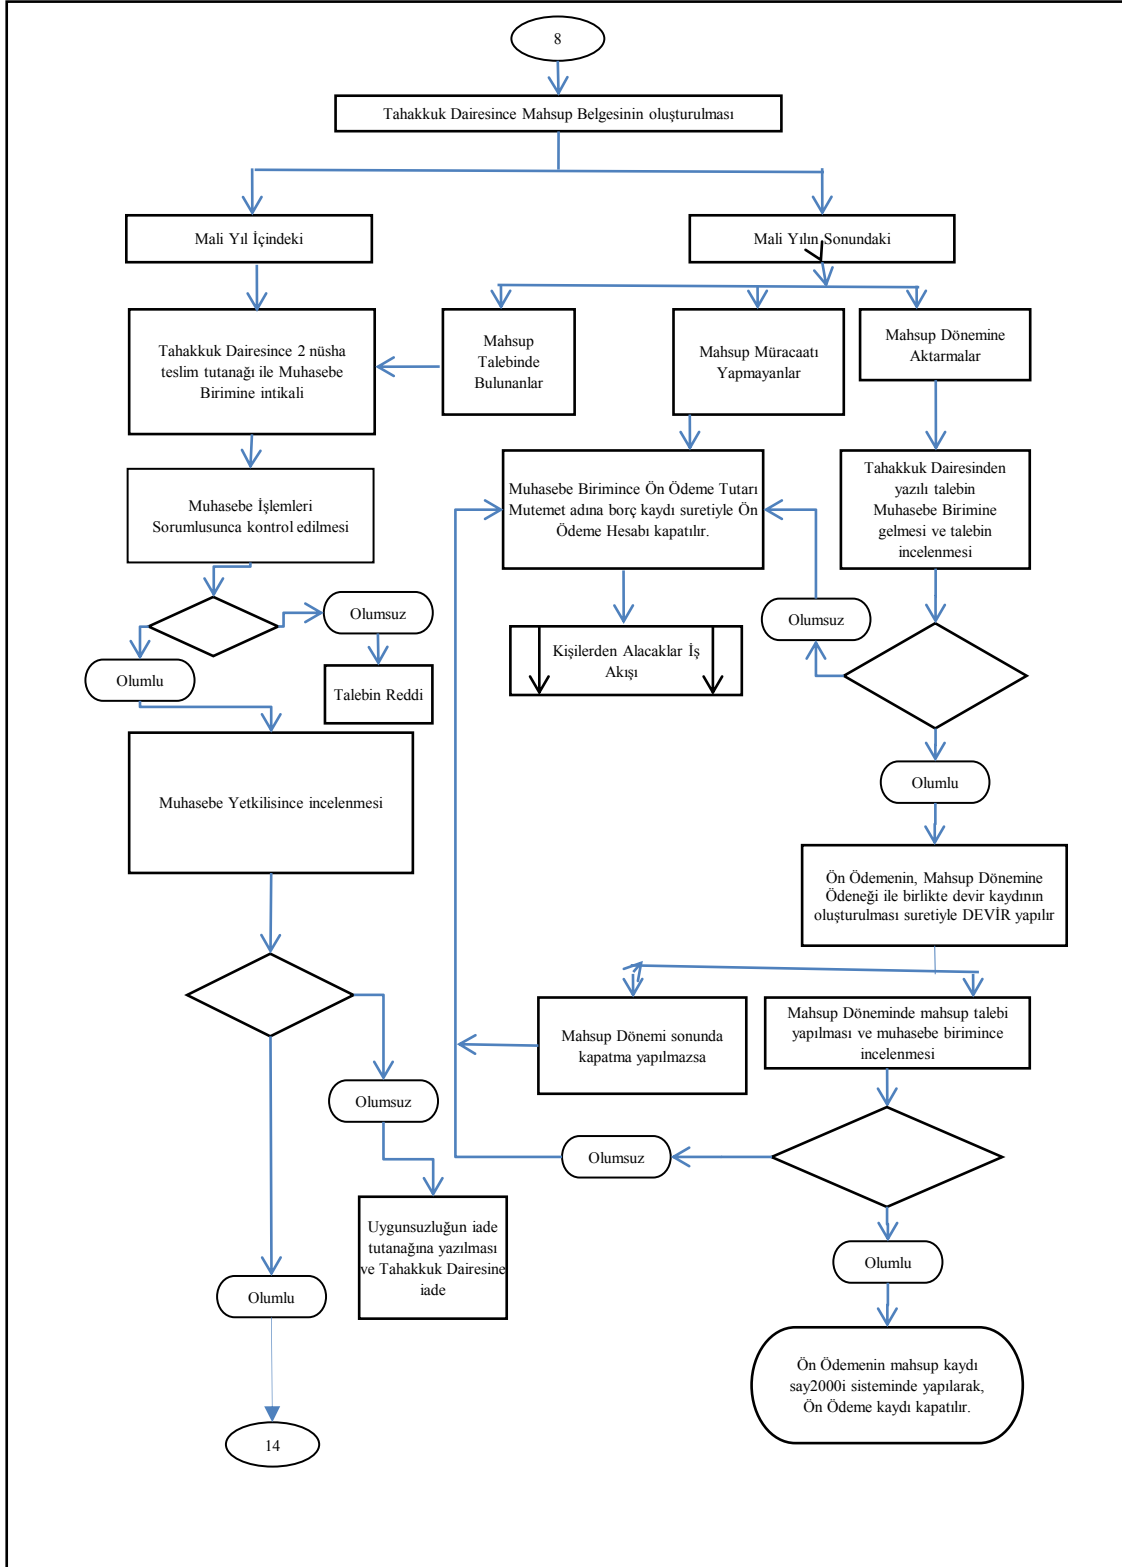 8
Tahakkuk Dairesince Mahsup Belgesinin oluşturulması
Mali Yıl İçindeki
Mali Yılın Sonundaki
Tahakkuk Dairesince 2 nüsha
teslim tutanağı ile Muhasebe
Birimine intikali
Mahsup
Talebinde
Bulunanlar
Mahsup Müracaatı
Yapmayanlar
Mahsup Dönemine
Aktarmalar
Muhasebe İşlemleri
Sorumlusunca kontrol edilmesi
Muhasebe Birimince Ön Ödeme Tutarı
Mutemet adına borç kaydı suretiyle Ön
Ödeme Hesabı kapatılır.
Tahakkuk Dairesinden
yazılı talebin
Muhasebe Birimine
gelmesi ve talebin
incelenmesi
Olumsuz
Olumsuz
Olumlu
Talebin Reddi
Kişilerden Alacaklar İş
Akışı
Muhasebe Yetkilisince incelenmesi
Olumlu
Ön Ödemenin, Mahsup Dönemine
Ödeneği ile birlikte devir kaydının
oluşturulması suretiyle DEVİR yapılır
Mahsup Dönemi sonunda
kapatma yapılmazsa
Mahsup Döneminde mahsup talebi
yapılması ve muhasebe birimince
incelenmesi
Olumsuz
Olumsuz
Uygunsuzluğun iade
tutanağına yazılması
ve Tahakkuk Dairesine
iade
Olumlu
Olumlu
Ön Ödemenin mahsup kaydı
say2000i sisteminde yapılarak,
Ön Ödeme kaydı kapatılır.
14